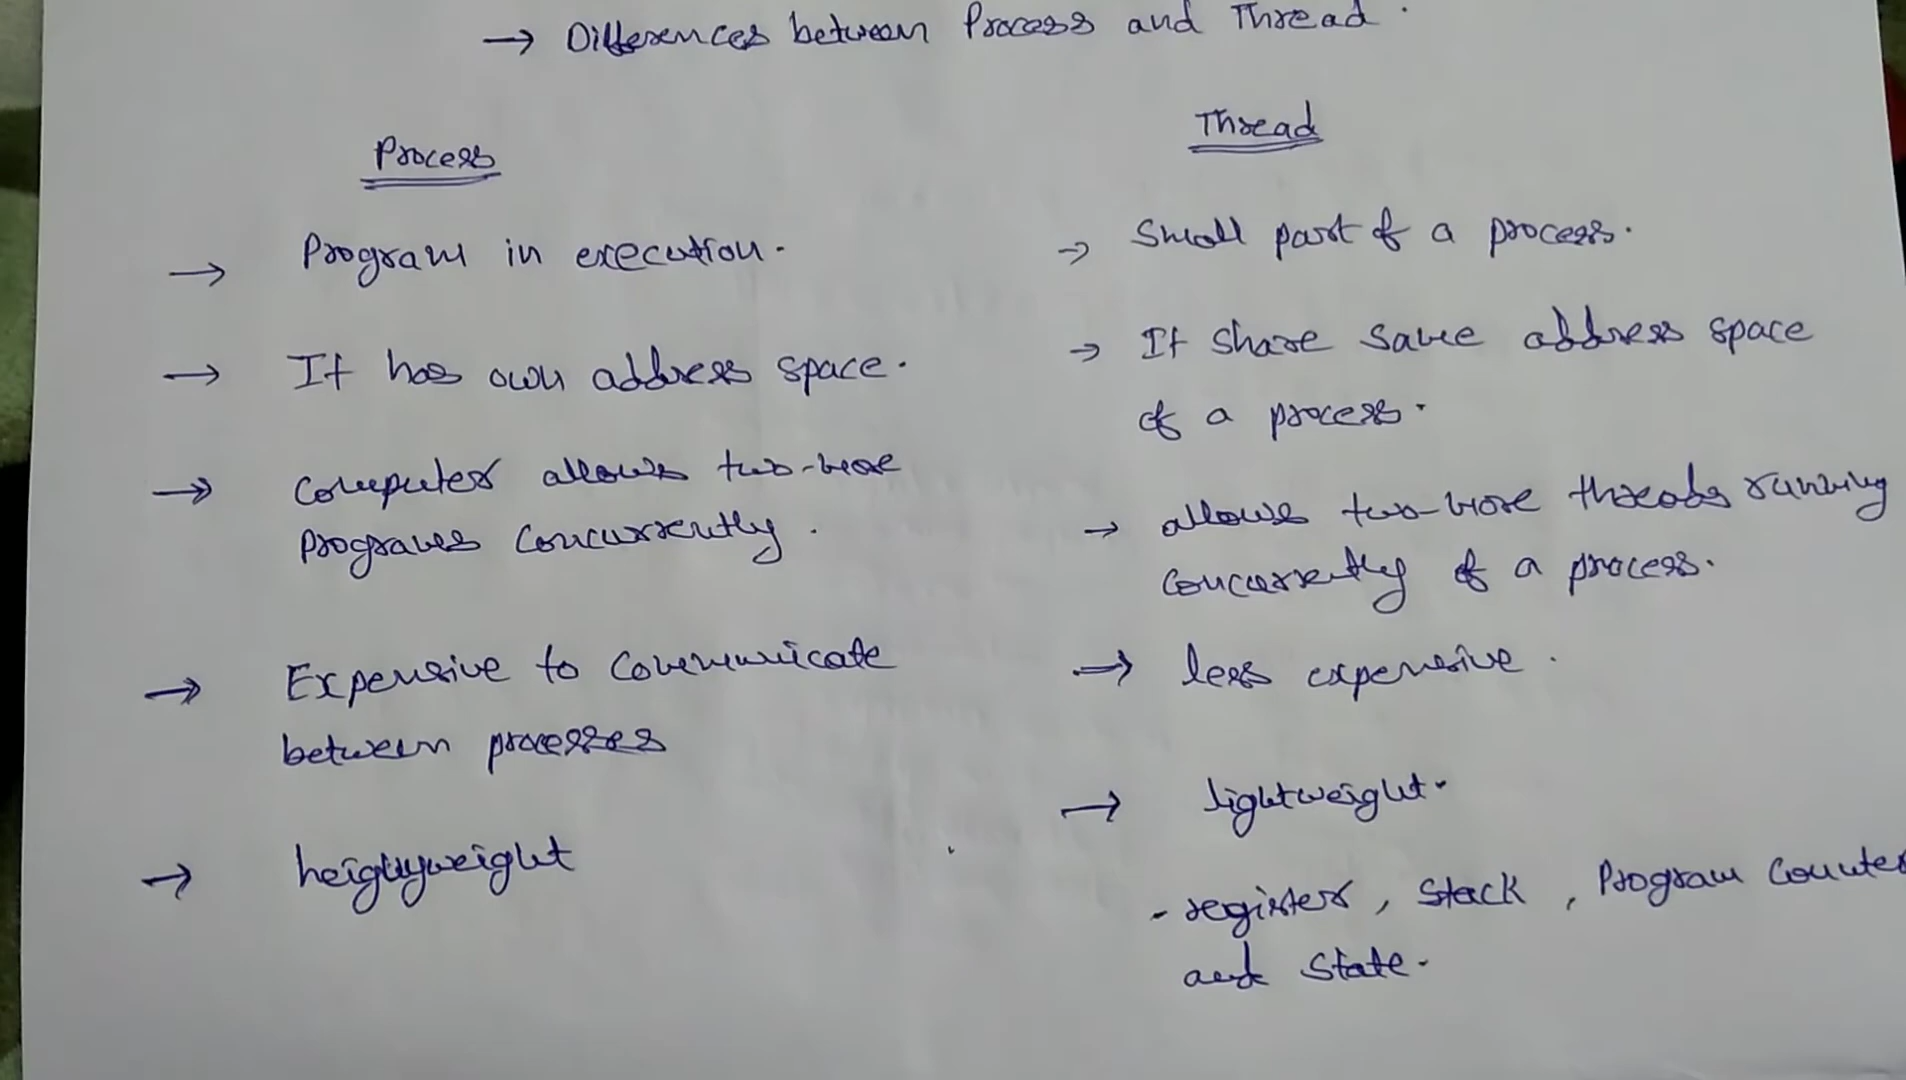 → Differences between Process and Thread.
Process
→ Program in execution.
→ It has own address space.
→ Computer allows two-more
programs concurrently.
→ Expensive to communicate
between processes
→ heighyweight
Thread
→ Small part of a process.
→ It share same address space
of a process.
→ allows two-more threads running
concurrently of a process.
→ less expensive.
→ lightweight.
- register, Stack, Program Counter
and State.